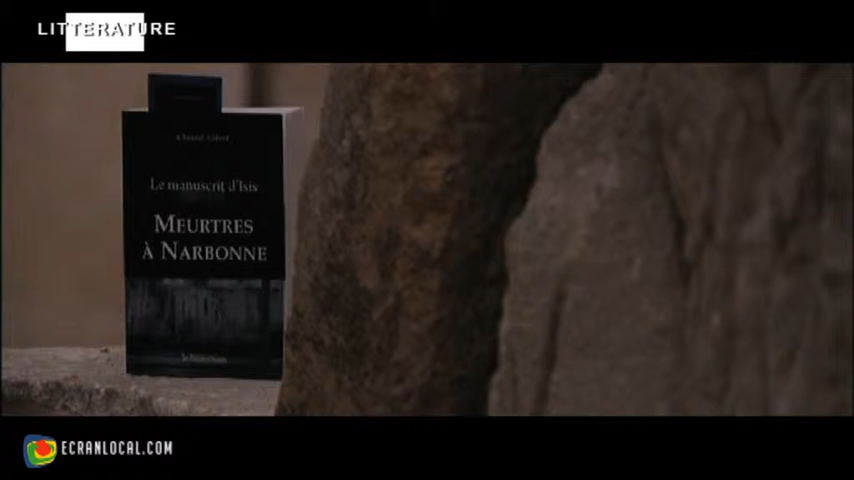 LITTERATURE
Le manuscrit d'Isis
MEURTRES
À NARBONNE
ECRANLOCAL.COM